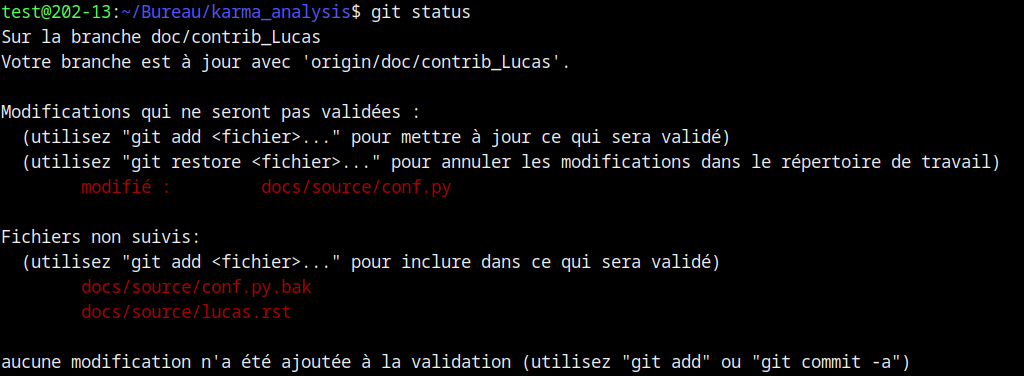 test@202-13:~/Bureau/karma_analysis$ git status
Sur la branche doc/contrib_Lucas
Votre branche est à jour avec 'origin/doc/contrib_Lucas'.
Modifications qui ne seront pas validées :
(utilisez "git add <fichier>..." pour mettre à jour ce qui sera validé)
(utilisez "git restore <fichier>..." pour annuler les modifications dans le répertoire de travail)
modifié :         docs/source/conf.py
Fichiers non suivis:
(utilisez "git add <fichier>..." pour inclure dans ce qui sera validé)
docs/source/conf.py.bak
docs/source/lucas.rst
aucune modification n'a été ajoutée à la validation (utilisez "git add" ou "git commit -a")